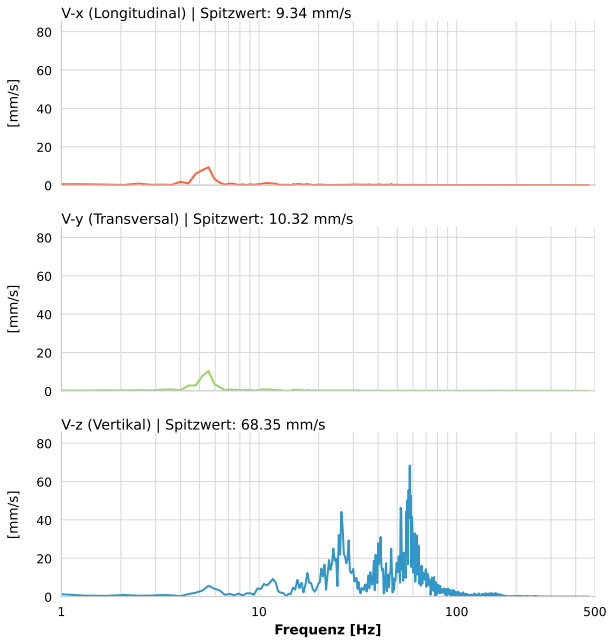 V-x (Longitudinal) | Spitzwert: 9.34 mm/s
80
60
40
20
0
[mm/s]
V-y (Transversal) | Spitzwert: 10.32 mm/s
80
60
40
20
0
[mm/s]
V-z (Vertikal) | Spitzwert: 68.35 mm/s
80
60
40
20
0
[mm/s]
1 10 100 500
Frequenz [Hz]